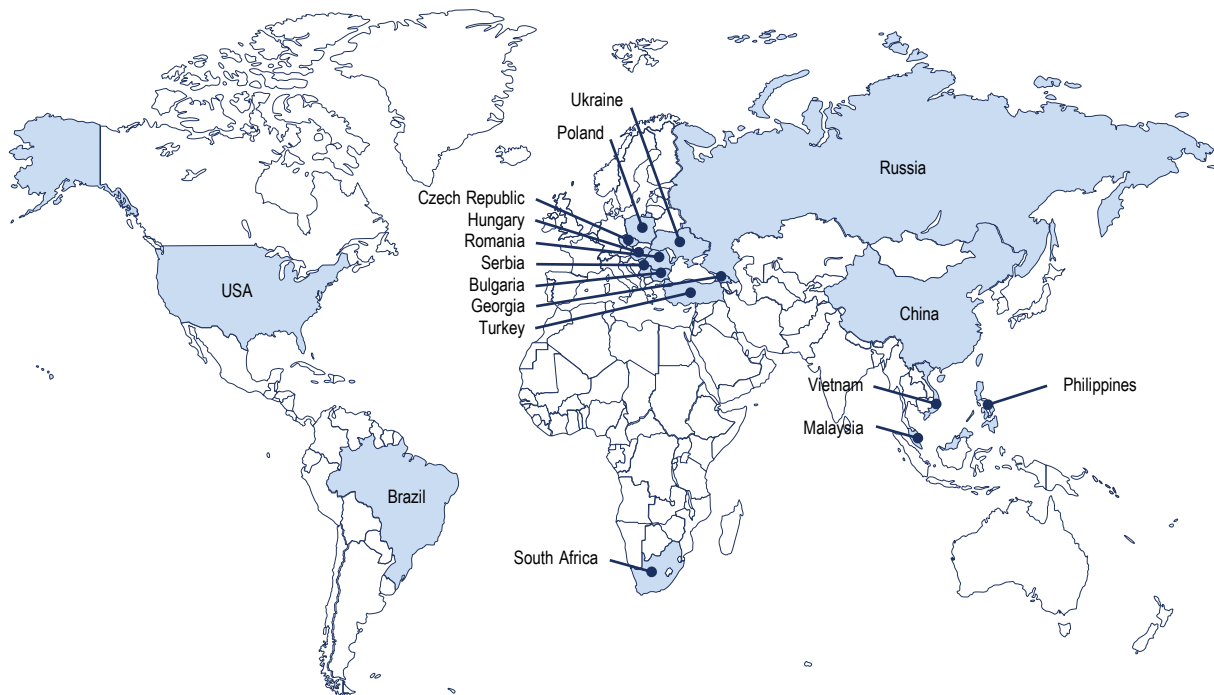 Ukraine
Poland
Russia
Czech Republic
Hungary
Romania
Serbia
Bulgaria
Georgia
Turkey
USA
China
Vietnam
Philippines
Malaysia
Brazil
South Africa